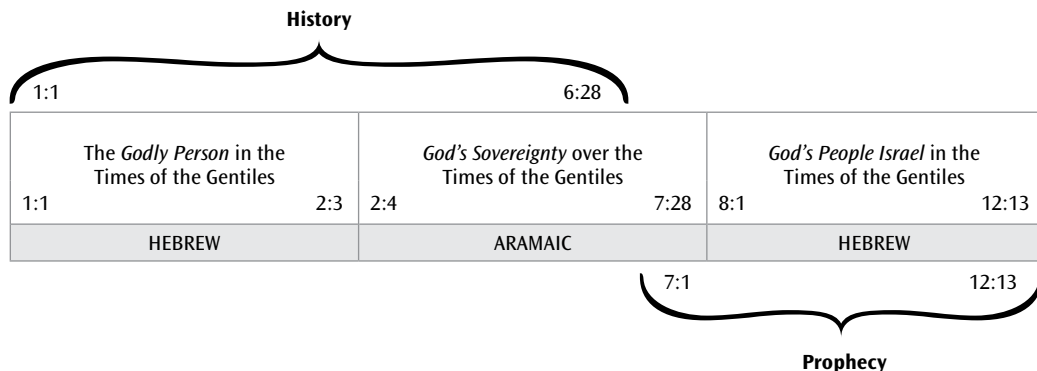 History
1:1 6:28
The Godly Person in the
Times of the Gentiles
1:1 2:3
God's Sovereignty over the
Times of the Gentiles
2:4 7:28
God's People Israel in the
Times of the Gentiles
8:1 12:13
HEBREW ARAMAIC HEBREW
7:1 12:13
Prophecy